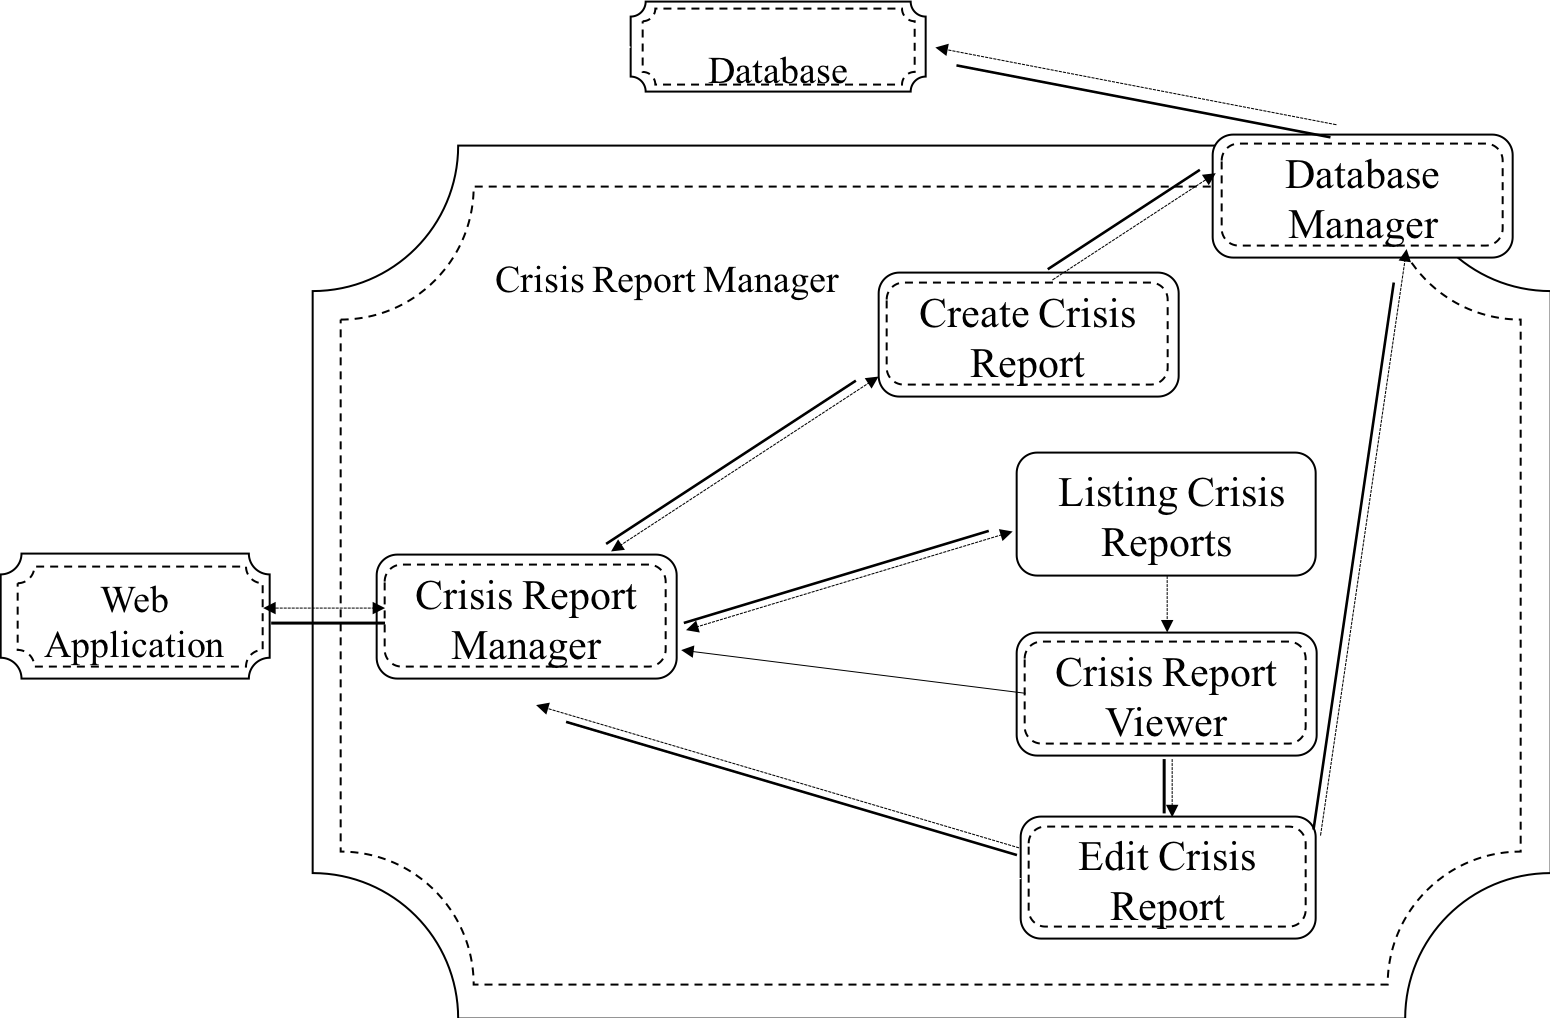 Database
Database
Manager
Crisis Report Manager
Create Crisis
Report
Listing Crisis
Reports
Web
Application
Crisis Report
Manager
Crisis Report
Viewer
Edit Crisis
Report